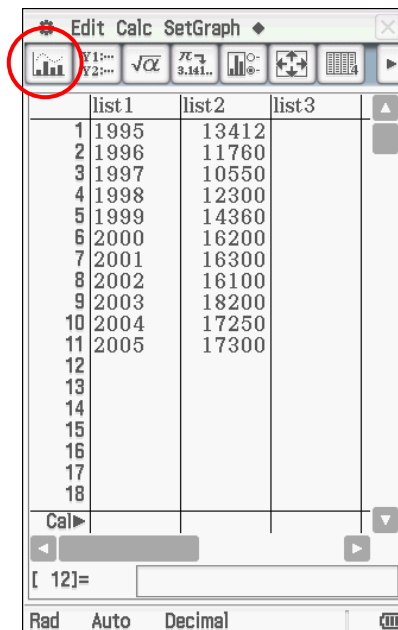 Edit Calc SetGraph
Y1:··· Y2:··· √α 3.141.. 4
list1 list2 list3
1 1995 13412
2 1996 11760
3 1997 10550
4 1998 12300
5 1999 14360
6 2000 16200
7 2001 16300
8 2002 16100
9 2003 18200
10 2004 17250
11 2005 17300
12
13
14
15
16
17
18
Cal▶
[ 12]=
Rad Auto Decimal